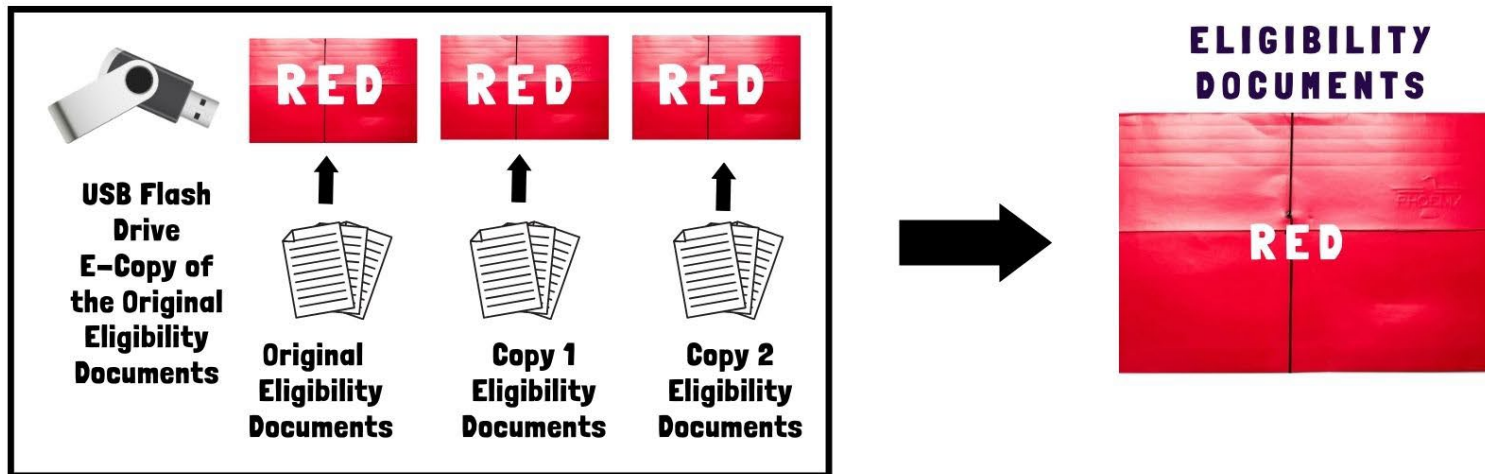 RED
RED
RED
USB Flash
Drive
E-Copy of
the Original
Eligibility
Documents
Original
Eligibility
Documents
Copy 1
Eligibility
Documents
Copy 2
Eligibility
Documents
ELIGIBILITY
DOCUMENTS
PHOENIX
RED